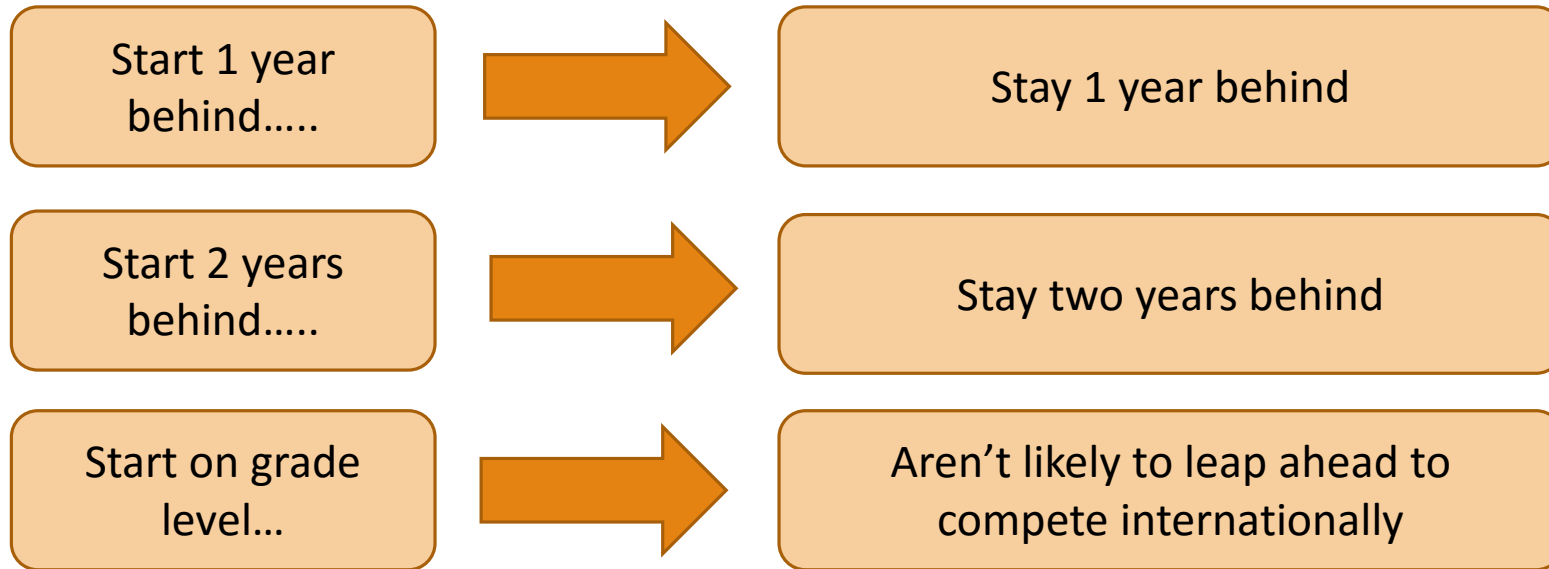 Start 1 year
behind…..
Stay 1 year behind
Start 2 years
behind…..
Stay two years behind
Start on grade
level…
Aren’t likely to leap ahead to
compete internationally